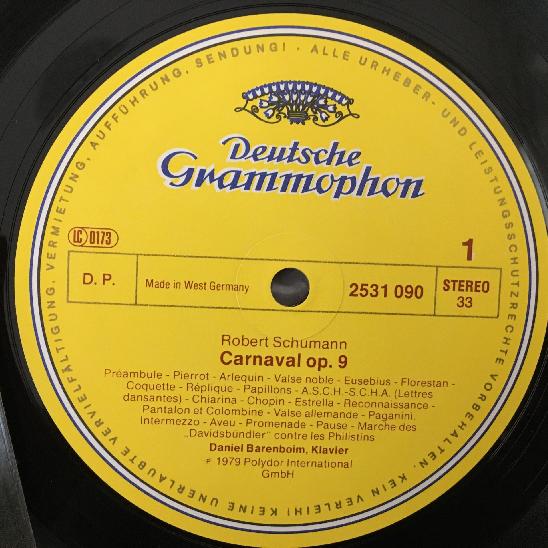 KEINE UNERLAUBTE VERVIELFÄLTIGUNG, VERMIETUNG, AUFFÜHRUNG, SENDUNG! · ALLE URHEBER- UND LEISTUNGSSCHUTZRECHTE VORBEHALTEN. KEIN VERLEIH!
Deutsche
Grammophon
LC 0173
1
D. P.
Made in West Germany
2531 090
STEREO
33
Robert Schumann
Carnaval op. 9
Préambule - Pierrot - Arlequin - Valse noble - Eusebius - Florestan -
Coquette - Réplique - Papillons - A.S.C.H.-S.C.H.A. (Lettres
dansantes) - Chiarina - Chopin - Estrella - Reconnaissance -
Pantalon et Colombine - Valse allemande - Paganini.
Intermezzo - Aveu - Promenade - Pause - Marche des
„Davidsbündler" contre les Philistins
Daniel Barenboim, Klavier
℗ 1979 Polydor International
GmbH